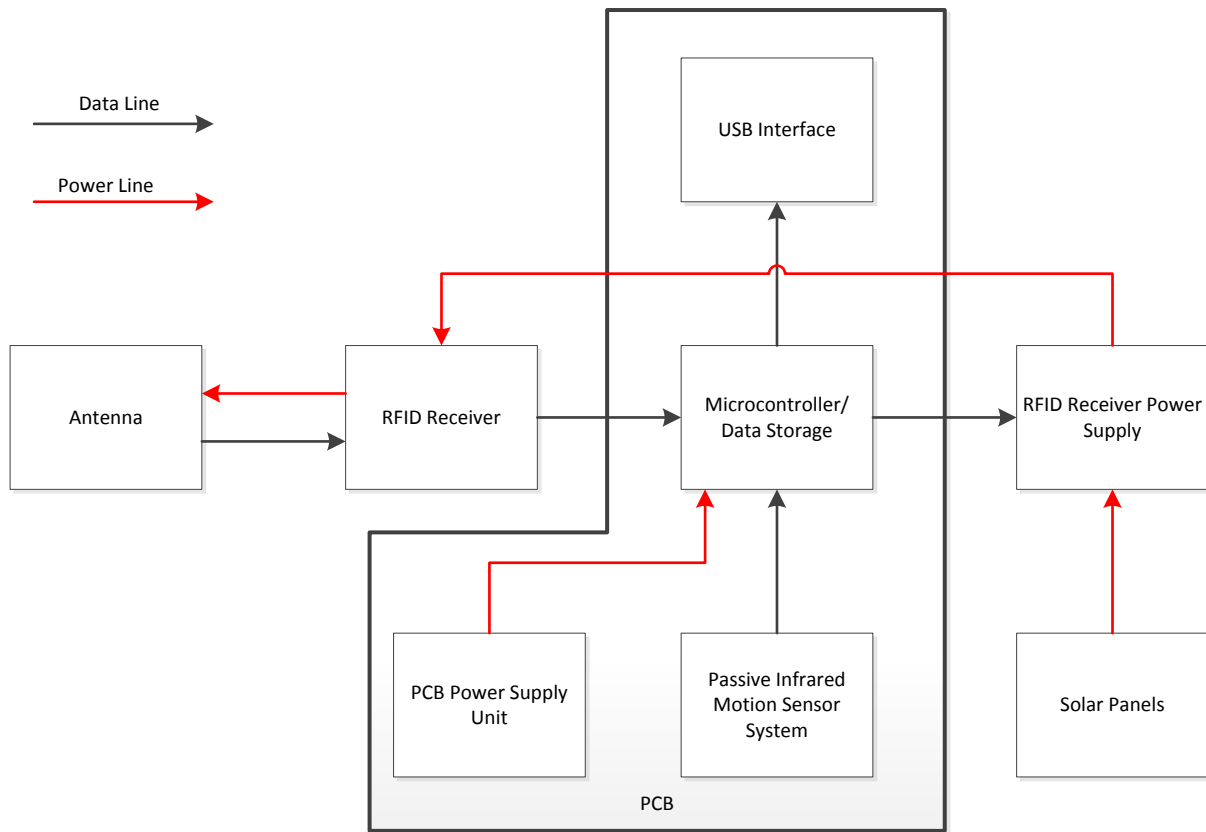 Data Line
Power Line
USB Interface
Antenna
RFID Receiver
Microcontroller/
Data Storage
RFID Receiver Power
Supply
PCB Power Supply
Unit
Passive Infrared
Motion Sensor
System
Solar Panels
PCB